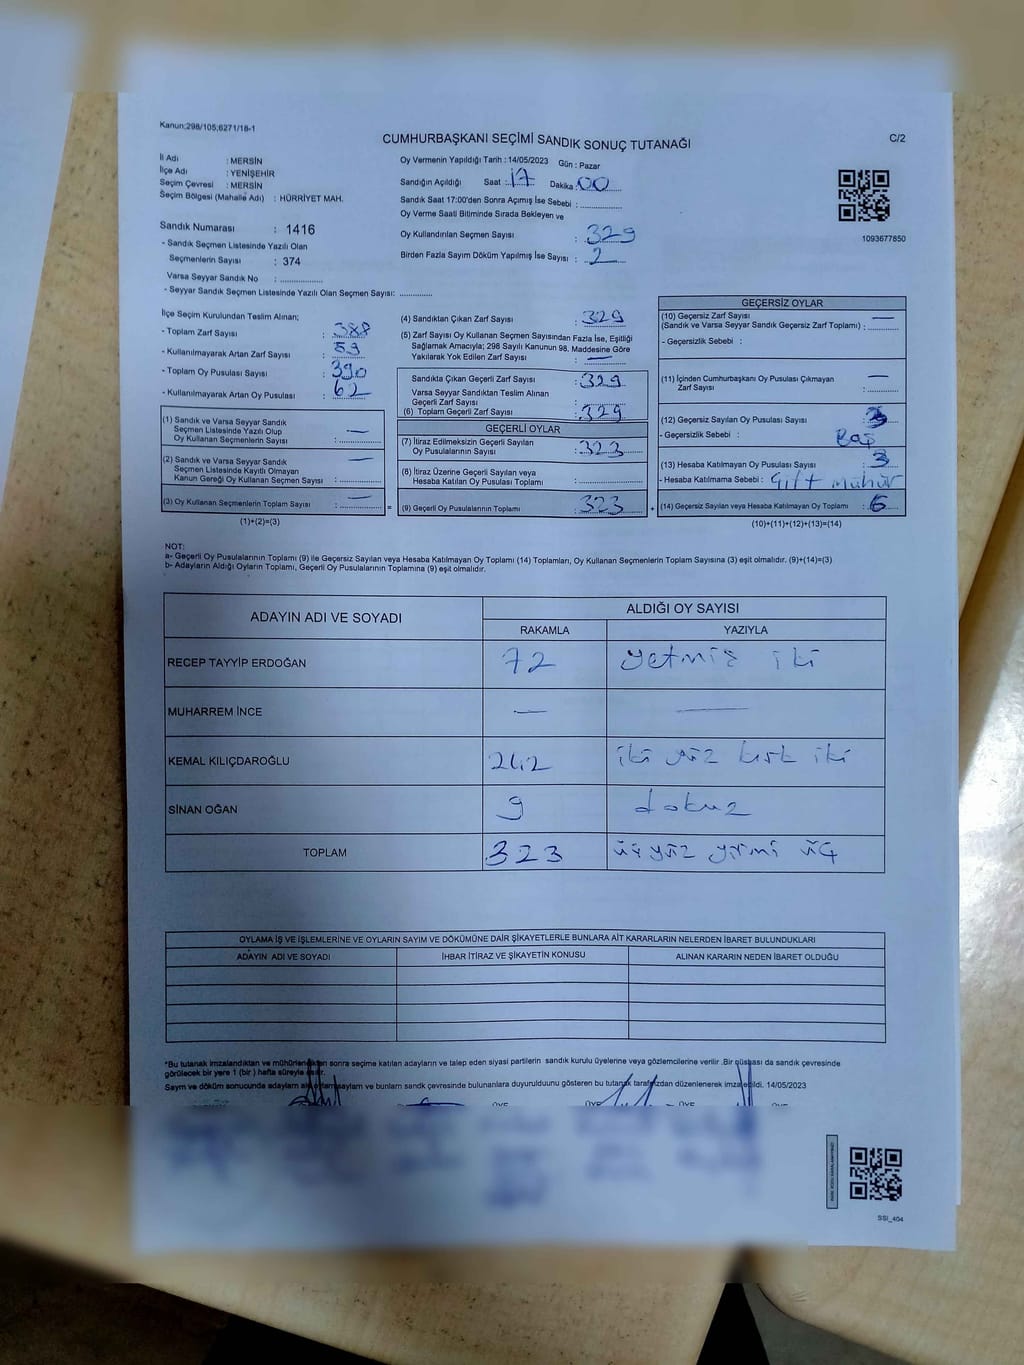 Kanun:298/105;6271/18-1
CUMHURBAŞKANI SEÇİMİ SANDIK SONUÇ TUTANAĞI
C/2
İl Adı : MERSİN
İlçe Adı : YENİŞEHİR
Seçim Çevresi : MERSİN
Seçim Bölgesi (Mahalle Adı) : HÜRRİYET MAH.
Sandık Numarası : 1416
- Sandık Seçmen Listesinde Yazılı Olan
Seçmenlerin Sayısı : 374
Varsa Seyyar Sandık No : ..............
- Seyyar Sandık Seçmen Listesinde Yazılı Olan Seçmen Sayısı: ............
Oy Vermenin Yapıldığı Tarih : 14/05/2023 Gün : Pazar
Sandığın Açıldığı Saat : 17 Dakika : 00
Sandık Saat 17:00'den Sonra Açımış İse Sebebi : ..............
Oy Verme Saati Bitiminde Sırada Bekleyen ve
Oy Kullandırılan Seçmen Sayısı : 329
Birden Fazla Sayım Döküm Yapılmış İse Sayısı : 2
1093677850
İlçe Seçim Kurulundan Teslim Alınan;
- Toplam Zarf Sayısı : 388
- Kullanılmayarak Artan Zarf Sayısı : 59
- Toplam Oy Pusulası Sayısı : 390
- Kullanılmayarak Artan Oy Pusulası : 62
(1) Sandık ve Varsa Seyyar Sandık
Seçmen Listesinde Yazılı Olup
Oy Kullanan Seçmenlerin Sayısı : —
(2) Sandık ve Varsa Seyyar Sandık
Seçmen Listesinde Kayıtlı Olmayan
Kanun Gereği Oy Kullanan Seçmen Sayısı : —
(3) Oy Kullanan Seçmenlerin Toplam Sayısı : —
(1)+(2)=(3)
=
(4) Sandıktan Çıkan Zarf Sayısı : 329
(5) Zarf Sayısı Oy Kullanan Seçmen Sayısından Fazla İse, Eşitliği
Sağlamak Amacıyla; 298 Sayılı Kanunun 98. Maddesine Göre
Yakılarak Yok Edilen Zarf Sayısı : —
Sandıkta Çıkan Geçerli Zarf Sayısı : 329
Varsa Seyyar Sandıktan Teslim Alınan
Geçerli Zarf Sayısı
(6) Toplam Geçerli Zarf Sayısı : 329
GEÇERLİ OYLAR
(7) İtiraz Edilmeksizin Geçerli Sayılan
Oy Pusulalarının Sayısı : 323
(8) İtiraz Üzerine Geçerli Sayılan veya
Hesaba Katılan Oy Pusulası Toplamı : ..............
(9) Geçerli Oy Pusulalarının Toplamı : 323
+
GEÇERSİZ OYLAR
(10) Geçersiz Zarf Sayısı —
(Sandık ve Varsa Seyyar Sandık Geçersiz Zarf Toplamı) : ........
- Geçersizlik Sebebi :
(11) İçinden Cumhurbaşkanı Oy Pusulası Çıkmayan —
Zarf Sayısı : ........
(12) Geçersiz Sayılan Oy Pusulası Sayısı : 3
- Geçersizlik Sebebi : Boş
(13) Hesaba Katılmayan Oy Pusulası Sayısı : 3
- Hesaba Katılmama Sebebi : Çift Mühür
(14) Geçersiz Sayılan veya Hesaba Katılmayan Oy Toplamı : 6
(10)+(11)+(12)+(13)=(14)
NOT:
a- Geçerli Oy Pusulalarının Toplamı (9) ile Geçersiz Sayılan veya Hesaba Katılmayan Oy Toplamı (14) Toplamları, Oy Kullanan Seçmenlerin Toplam Sayısına (3) eşit olmalıdır. (9)+(14)=(3)
b- Adayların Aldığı Oyların Toplamı, Geçerli Oy Pusulalarının Toplamına (9) eşit olmalıdır.
ADAYIN ADI VE SOYADI ALDIĞI OY SAYISI
RAKAMLA YAZIYLA
RECEP TAYYİP ERDOĞAN 72 yetmiş iki
MUHARREM İNCE — —
KEMAL KILIÇDAROĞLU 242 iki yüz kırk iki
SİNAN OĞAN 9 dokuz
TOPLAM 323 üç yüz yirmi üç
OYLAMA İŞ VE İŞLEMLERİNE VE OYLARIN SAYIM VE DÖKÜMÜNE DAİR ŞİKAYETLERLE BUNLARA AİT KARARLARIN NELERDEN İBARET BULUNDUKLARI
ADAYIN ADI VE SOYADI İHBAR İTİRAZ VE ŞİKAYETİN KONUSU ALINAN KARARIN NEDEN İBARET OLDUĞU
*Bu tutanak imzalandıktan ve mühürlendikten sonra seçime katılan adayların ve talep eden siyasi partilerin sandık kurulu üyelerine veya gözlemcilerine verilir .Bir nüshası da sandık çevresinde
görülecek bir yere 1 (bir ) hafta süreyle asılır.
Sayım ve döküm sonucunda adayların ve bunların sandık çevresinde bulunanlara duyurulduunu gösteren bu tutanak tarafızdan düzenlenerek imza edildi. 14/05/2023
ÜYE ÜYE ÜYE ÜYE
SSI_404